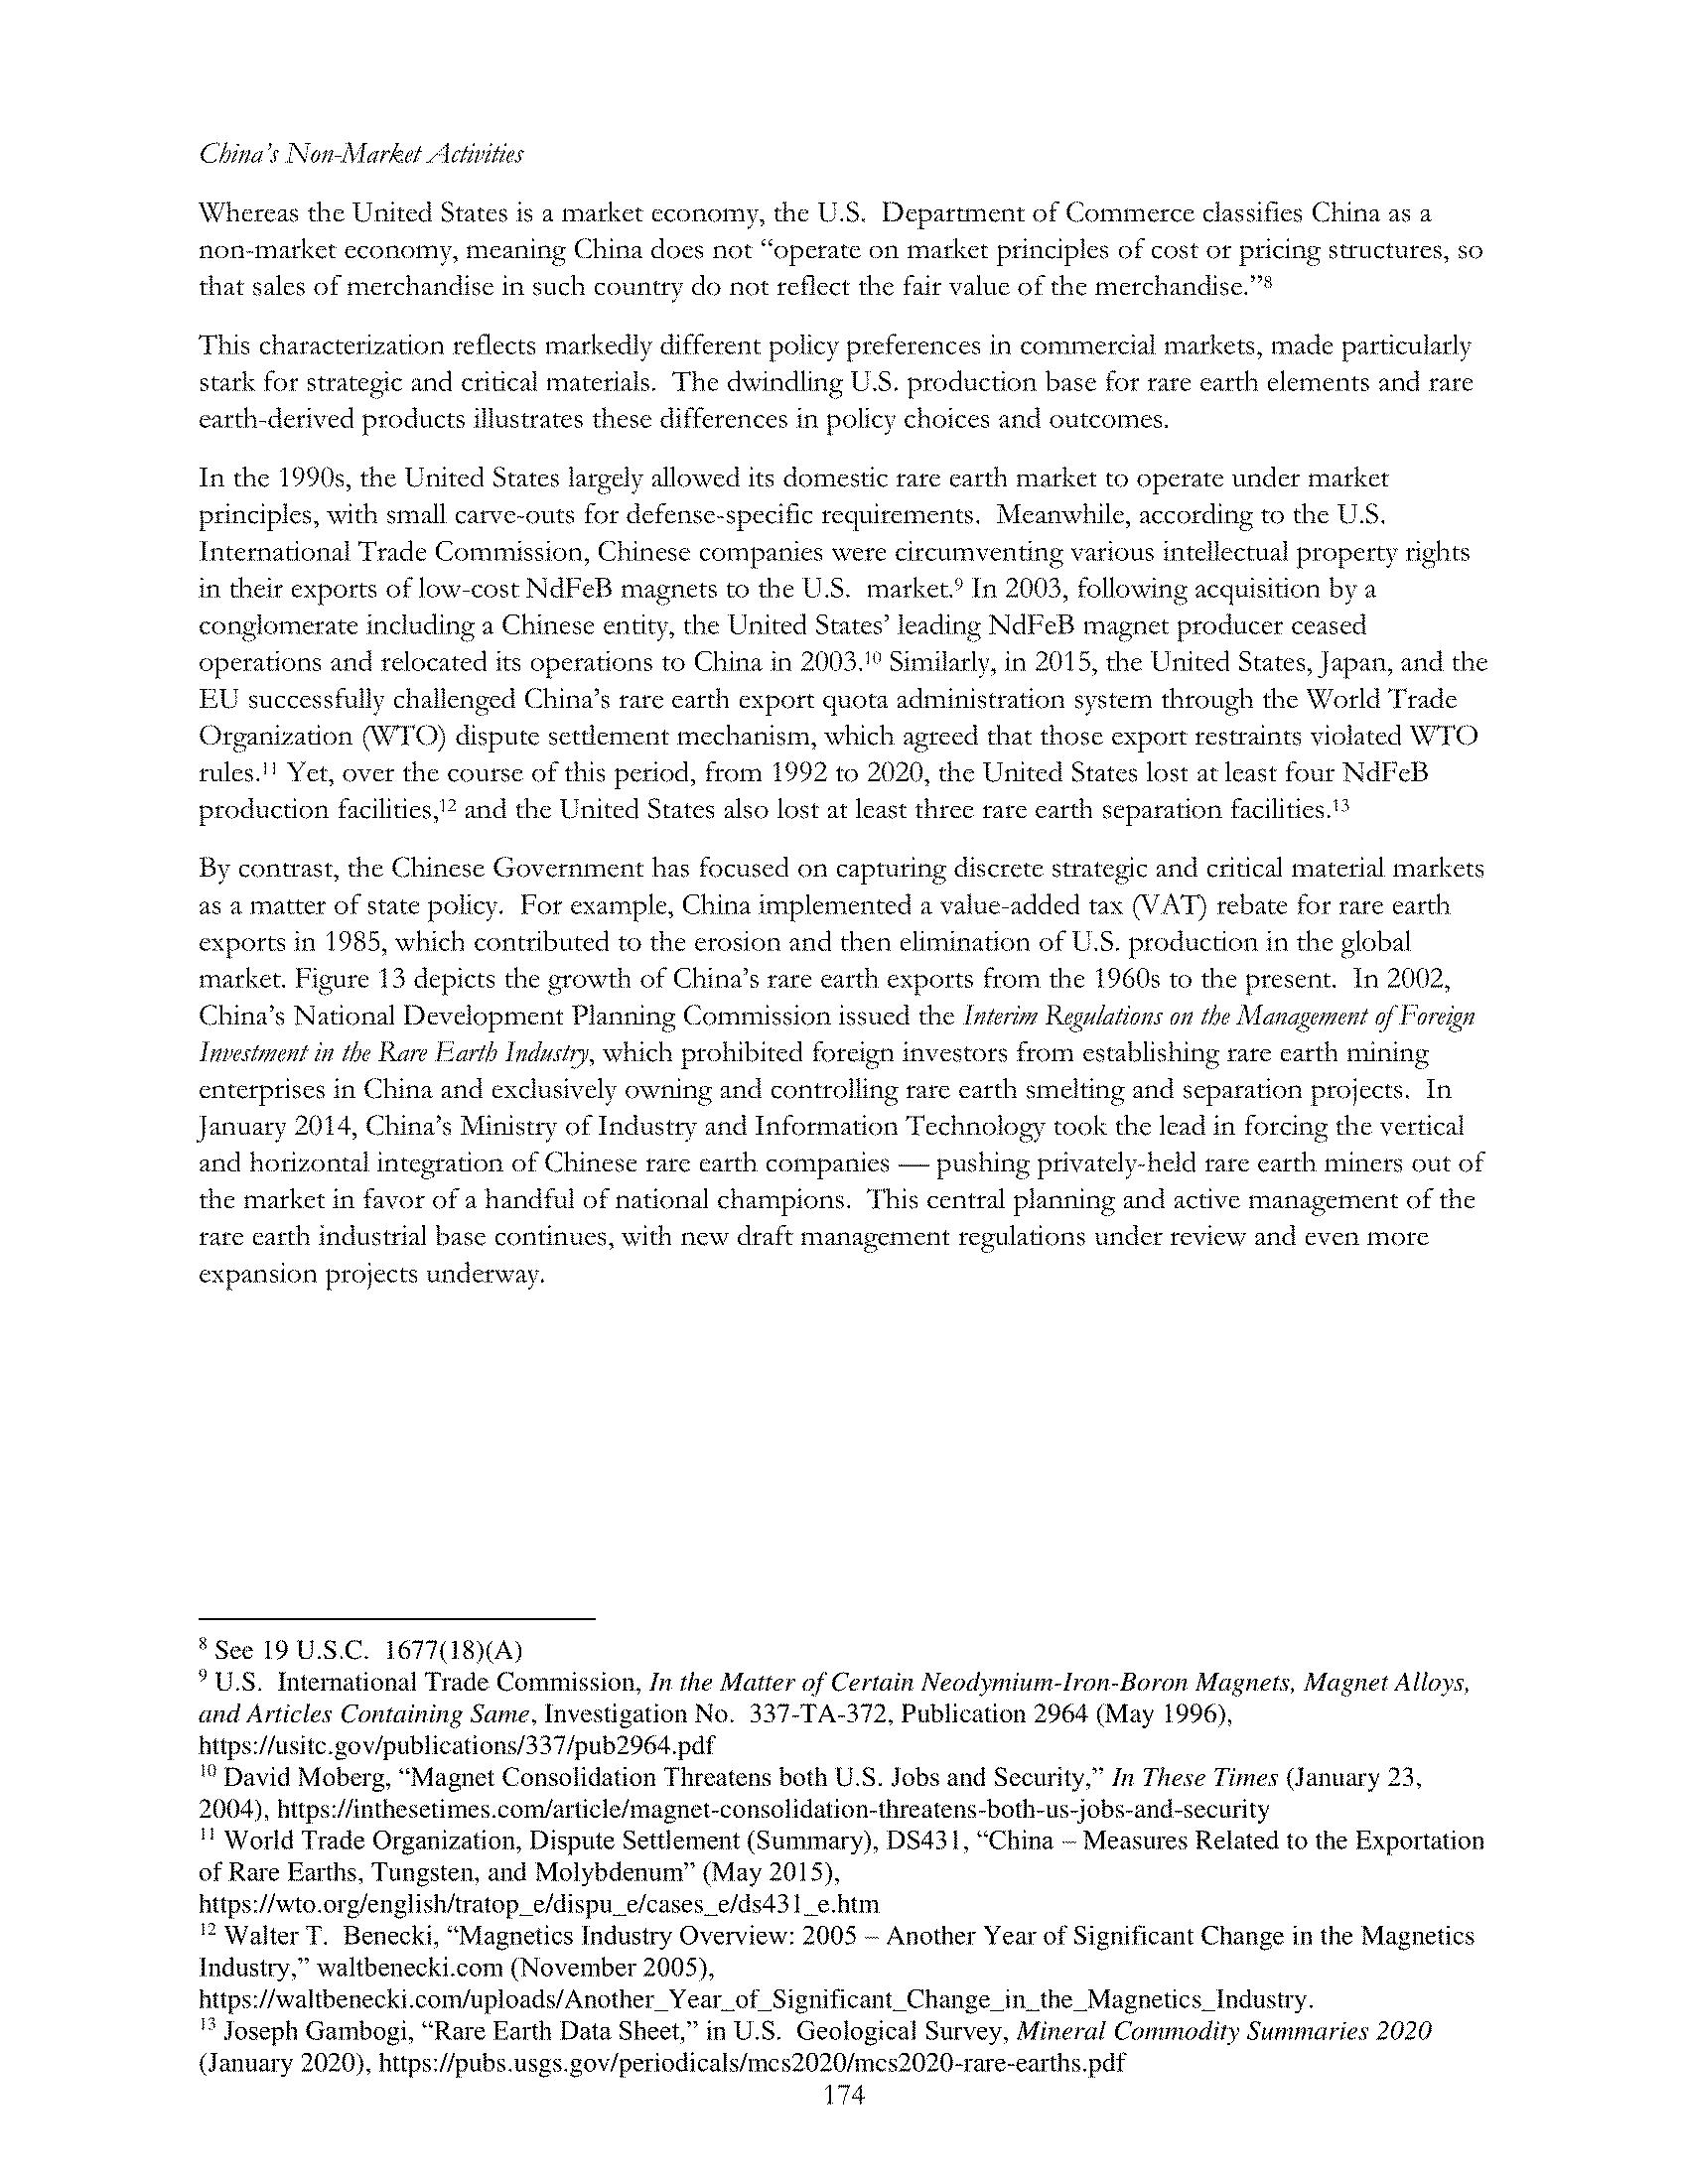 China's Non-Market Activities
Whereas the United States is a market economy, the U.S. Department of Commerce classifies China as a
non-market economy, meaning China does not “operate on market principles of cost or pricing structures, so
that sales of merchandise in such country do not reflect the fair value of the merchandise.”8
This characterization reflects markedly different policy preferences in commercial markets, made particularly
stark for strategic and critical materials. The dwindling U.S. production base for rare earth elements and rare
earth-derived products illustrates these differences in policy choices and outcomes.
In the 1990s, the United States largely allowed its domestic rare earth market to operate under market
principles, with small carve-outs for defense-specific requirements. Meanwhile, according to the U.S.
International Trade Commission, Chinese companies were circumventing various intellectual property rights
in their exports of low-cost NdFeB magnets to the U.S. market.9 In 2003, following acquisition by a
conglomerate including a Chinese entity, the United States’ leading NdFeB magnet producer ceased
operations and relocated its operations to China in 2003.10 Similarly, in 2015, the United States, Japan, and the
EU successfully challenged China’s rare earth export quota administration system through the World Trade
Organization (WTO) dispute settlement mechanism, which agreed that those export restraints violated WTO
rules.11 Yet, over the course of this period, from 1992 to 2020, the United States lost at least four NdFeB
production facilities,12 and the United States also lost at least three rare earth separation facilities.13
By contrast, the Chinese Government has focused on capturing discrete strategic and critical material markets
as a matter of state policy. For example, China implemented a value-added tax (VAT) rebate for rare earth
exports in 1985, which contributed to the erosion and then elimination of U.S. production in the global
market. Figure 13 depicts the growth of China’s rare earth exports from the 1960s to the present. In 2002,
China’s National Development Planning Commission issued the Interim Regulations on the Management of Foreign
Investment in the Rare Earth Industry, which prohibited foreign investors from establishing rare earth mining
enterprises in China and exclusively owning and controlling rare earth smelting and separation projects. In
January 2014, China’s Ministry of Industry and Information Technology took the lead in forcing the vertical
and horizontal integration of Chinese rare earth companies — pushing privately-held rare earth miners out of
the market in favor of a handful of national champions. This central planning and active management of the
rare earth industrial base continues, with new draft management regulations under review and even more
expansion projects underway.
8 See 19 U.S.C. 1677(18)(A)
9 U.S. International Trade Commission, In the Matter of Certain Neodymium-Iron-Boron Magnets, Magnet Alloys,
and Articles Containing Same, Investigation No. 337-TA-372, Publication 2964 (May 1996),
https://usitc.gov/publications/337/pub2964.pdf
10 David Moberg, “Magnet Consolidation Threatens both U.S. Jobs and Security,” In These Times (January 23,
2004), https://inthesetimes.com/article/magnet-consolidation-threatens-both-us-jobs-and-security
11 World Trade Organization, Dispute Settlement (Summary), DS431, “China – Measures Related to the Exportation
of Rare Earths, Tungsten, and Molybdenum” (May 2015),
https://wto.org/english/tratop_e/dispu_e/cases_e/ds431_e.htm
12 Walter T. Benecki, “Magnetics Industry Overview: 2005 – Another Year of Significant Change in the Magnetics
Industry,” waltbenecki.com (November 2005),
https://waltbenecki.com/uploads/Another_Year_of_Significant_Change_in_the_Magnetics_Industry.
13 Joseph Gambogi, “Rare Earth Data Sheet,” in U.S. Geological Survey, Mineral Commodity Summaries 2020
(January 2020), https://pubs.usgs.gov/periodicals/mcs2020/mcs2020-rare-earths.pdf
174